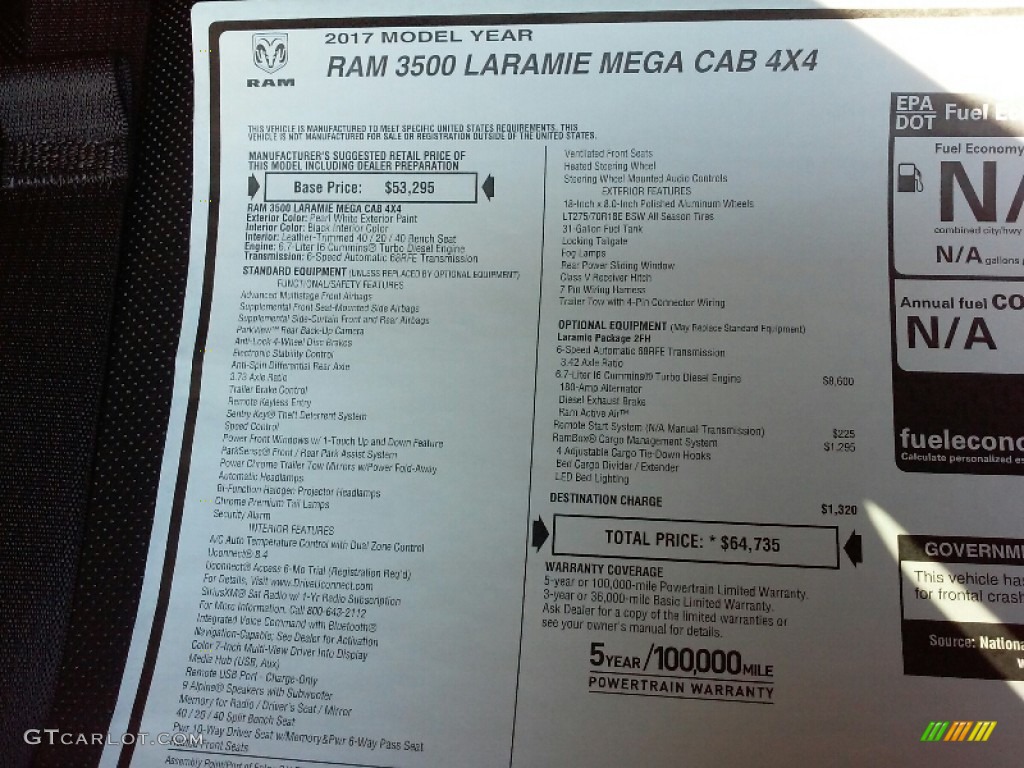 RAM
2017 MODEL YEAR
RAM 3500 LARAMIE MEGA CAB 4X4
THIS VEHICLE IS MANUFACTURED TO MEET SPECIFIC UNITED STATES REQUIREMENTS. THIS
VEHICLE IS NOT MANUFACTURED FOR SALE OR REGISTRATION OUTSIDE OF THE UNITED STATES.
MANUFACTURER'S SUGGESTED RETAIL PRICE OF
THIS MODEL INCLUDING DEALER PREPARATION
Base Price: $53,295
RAM 3500 LARAMIE MEGA CAB 4X4
Exterior Color: Pearl White Exterior Paint
Interior Color: Black Interior Color
Interior: Leather-Trimmed 40 / 20 / 40 Bench Seat
Engine: 6.7-Liter I6 Cummins® Turbo Diesel Engine
Transmission: 6-Speed Automatic 68RFE Transmission
STANDARD EQUIPMENT (UNLESS REPLACED BY OPTIONAL EQUIPMENT)
FUNCTIONAL/SAFETY FEATURES
Advanced Multistage Front Airbags
Supplemental Front Seat-Mounted Side Airbags
Supplemental Side-Curtain Front and Rear Airbags
ParkView™ Rear Back-Up Camera
Anti-Lock 4-Wheel Disc Brakes
Electronic Stability Control
Anti-Spin Differential Rear Axle
3.73 Axle Ratio
Trailer Brake Control
Remote Keyless Entry
Sentry Key® Theft Deterrent System
Speed Control
Power Front Windows w/ 1-Touch Up and Down Feature
ParkSense® Front / Rear Park Assist System
Power Chrome Trailer Tow Mirrors w/Power Fold-Away
Automatic Headlamps
Bi-Function Halogen Projector Headlamps
Chrome Premium Tail Lamps
Security Alarm
INTERIOR FEATURES
A/C Auto Temperature Control with Dual Zone Control
Uconnect® 8.4
Uconnect® Access 6-Mo Trial (Registration Req'd)
For Details, Visit www.DriveUconnect.com
SiriusXM® Sat Radio w/ 1-Yr Radio Subscription
For More Information, Call 800-643-2112
Integrated Voice Command with Bluetooth®
Navigation-Capable; See Dealer for Activation
Color 7-Inch Multi-View Driver Info Display
Media Hub (USB, Aux)
Remote USB Port - Charge-Only
9 Alpine® Speakers with Subwoofer
Memory for Radio / Driver's Seat / Mirror
40 / 20 / 40 Split Bench Seat
Pwr 10-Way Driver Seat w/Memory&Pwr 6-Way Pass Seat
Front Seats
Assembly Point/Port of
Ventilated Front Seats
Heated Steering Wheel
Steering Wheel Mounted Audio Controls
EXTERIOR FEATURES
18-Inch x 8.0-Inch Polished Aluminum Wheels
LT275/70R18E BSW All Season Tires
31-Gallon Fuel Tank
Locking Tailgate
Fog Lamps
Rear Power Sliding Window
Class V Receiver Hitch
7 Pin Wiring Harness
Trailer Tow with 4-Pin Connector Wiring
OPTIONAL EQUIPMENT (May Replace Standard Equipment)
Laramie Package 2FH
6-Speed Automatic 68RFE Transmission
3.42 Axle Ratio
6.7-Liter I6 Cummins® Turbo Diesel Engine $8,600
180-Amp Alternator
Diesel Exhaust Brake
Ram Active Air™
Remote Start System (N/A Manual Transmission) $225
RamBox® Cargo Management System $1,295
4 Adjustable Cargo Tie-Down Hooks
Bed Cargo Divider / Extender
LED Bed Lighting
DESTINATION CHARGE $1,320
TOTAL PRICE: * $64,735
WARRANTY COVERAGE
5-year or 100,000-mile Powertrain Limited Warranty.
3-year or 36,000-mile Basic Limited Warranty.
Ask Dealer for a copy of the limited warranties or
see your owner's manual for details.
5 YEAR / 100,000 MILE
POWERTRAIN WARRANTY
EPA
DOT
Fuel
Fuel Economy
N/
combined city/hwy
N/A gallons
Annual fuel CO
N/A
fuelecono
Calculate personalized es
GOVERNM
This vehicle has
for frontal crash
Source: Nationa
GTCARLOT.COM